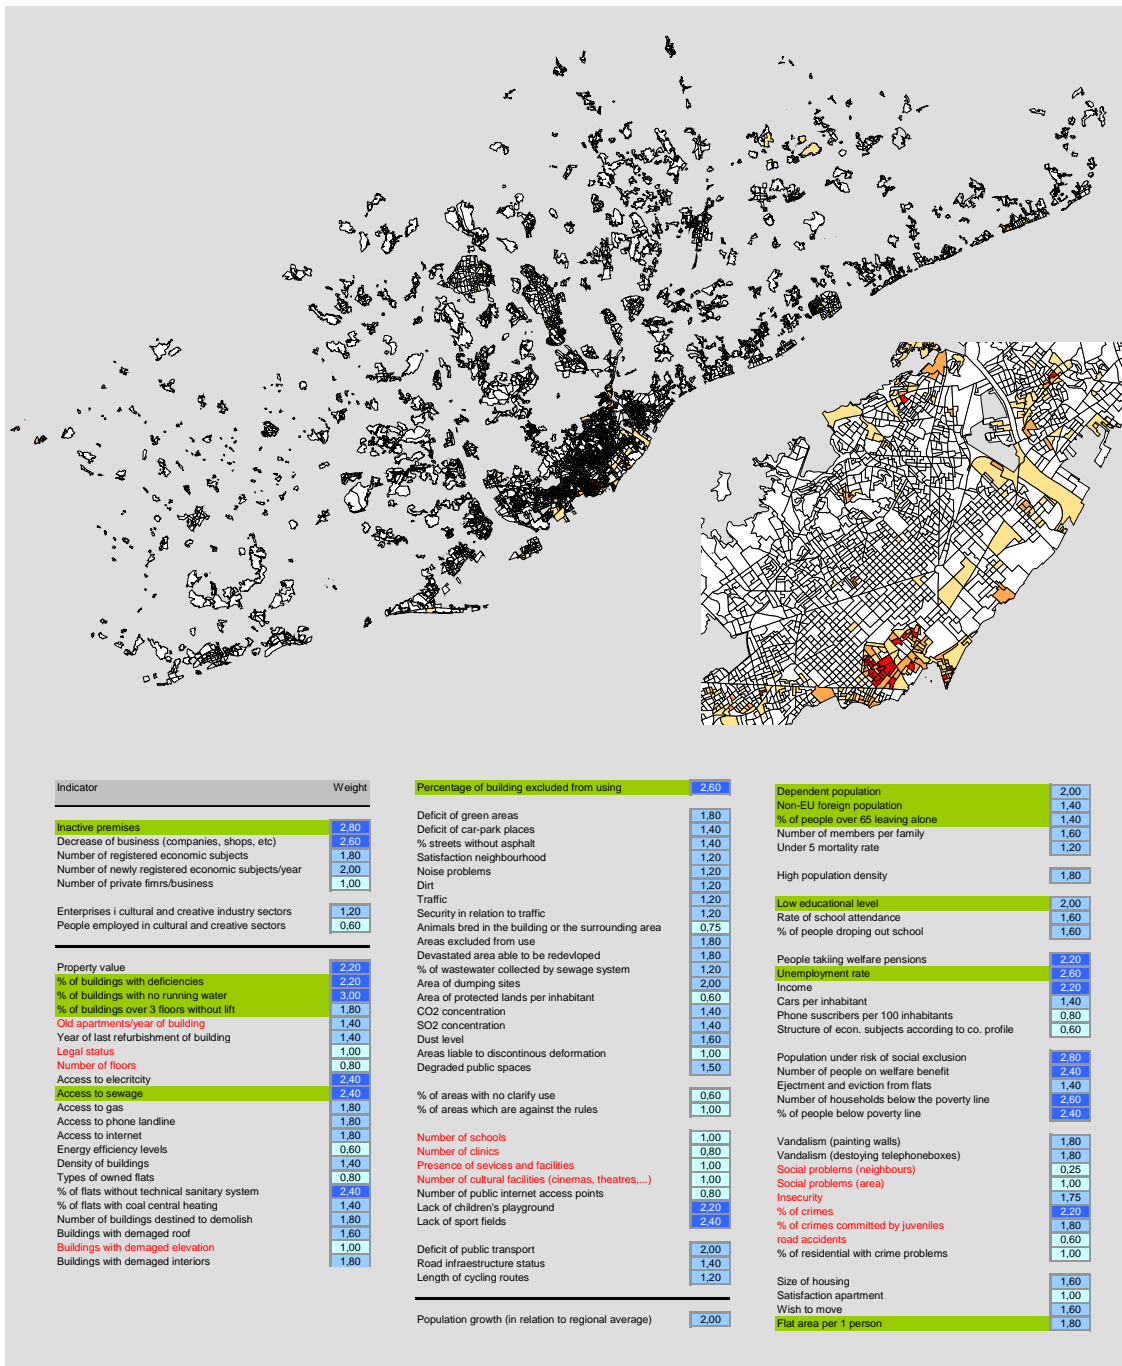 Indicator Weight
Inactive premises 2,80
Decrease of business (companies, shops, etc) 2,60
Number of registered economic subjects 1,80
Number of newly registered economic subjects/year 2,00
Number of private fimrs/business 1,00
Enterprises i cultural and creative industry sectors 1,20
People employed in cultural and creative sectors 0,60
Property value 2,20
% of buildings with deficiencies 2,20
% of buildings with no running water 3,00
% of buildings over 3 floors without lift 1,80
Old apartments/year of building 1,40
Year of last refurbishment of building 1,40
Legal status 1,00
Number of floors 0,80
Access to elecritcity 2,40
Access to sewage 2,40
Access to gas 1,80
Access to phone landline 1,80
Access to internet 1,80
Energy efficiency levels 0,60
Density of buildings 1,40
Types of owned flats 0,80
% of flats without technical sanitary system 2,40
% of flats with coal central heating 1,40
Number of buildings destined to demolish 1,80
Buildings with damaged roof 1,60
Buildings with demaged elevation 1,00
Buildings with damaged interiors 1,80
Percentage of building excluded from using 2,60
Deficit of green areas 1,80
Deficit of car-park places 1,40
% streets without asphalt 1,40
Satisfaction neighbourhood 1,20
Noise problems 1,20
Dirt 1,20
Traffic 1,20
Security in relation to traffic 1,20
Animals bred in the building or the surrounding area 0,75
Areas excluded from use 1,80
Devastated area able to be redevloped 1,80
% of wastewater collected by sewage system 1,20
Area of dumping sites 2,00
Area of protected lands per inhabitant 0,60
CO2 concentration 1,40
SO2 concentration 1,40
Dust level 1,60
Areas liable to discontinous deformation 1,00
Degraded public spaces 1,50
% of areas with no clarify use 0,60
% of areas which are against the rules 1,00
Number of schools 1,00
Number of clinics 0,80
Presence of sevices and facilities 1,00
Number of cultural facilities (cinemas, theatres,...) 1,00
Number of public internet access points 0,80
Lack of children's playground 2,20
Lack of sport fields 2,40
Deficit of public transport 2,00
Road infraestructure status 1,40
Length of cycling routes 1,20
Population growth (in relation to regional average) 2,00
Dependent population 2,00
Non-EU foreign population 1,40
% of people over 65 leaving alone 1,40
Number of members per family 1,60
Under 5 mortality rate 1,20
High population density 1,80
Low educational level 2,00
Rate of school attendance 1,60
% of people droping out school 1,60
People takiing welfare pensions 2,20
Unemployment rate 2,60
Income 2,20
Cars per inhabitant 1,40
Phone suscribers per 100 inhabitants 0,80
Structure of econ. subjects according to co. profile 0,60
Population under risk of social exclusion 2,80
Number of people on welfare benefit 2,40
Ejectment and eviction from flats 1,40
Number of households below the poverty line 2,60
% of people below poverty line 2,40
Vandalism (painting walls) 1,80
Vandalism (destoying telephoneboxes) 1,80
Social problems (neighbours) 0,25
Social problems (area) 1,00
Insecurity 1,75
% of crimes 2,20
% of crimes committed by juveniles 1,80
road accidents 0,60
% of residential with crime problems 1,00
Size of housing 1,60
Satisfaction apartment 1,00
Wish to move 1,60
Flat area per 1 person 1,80